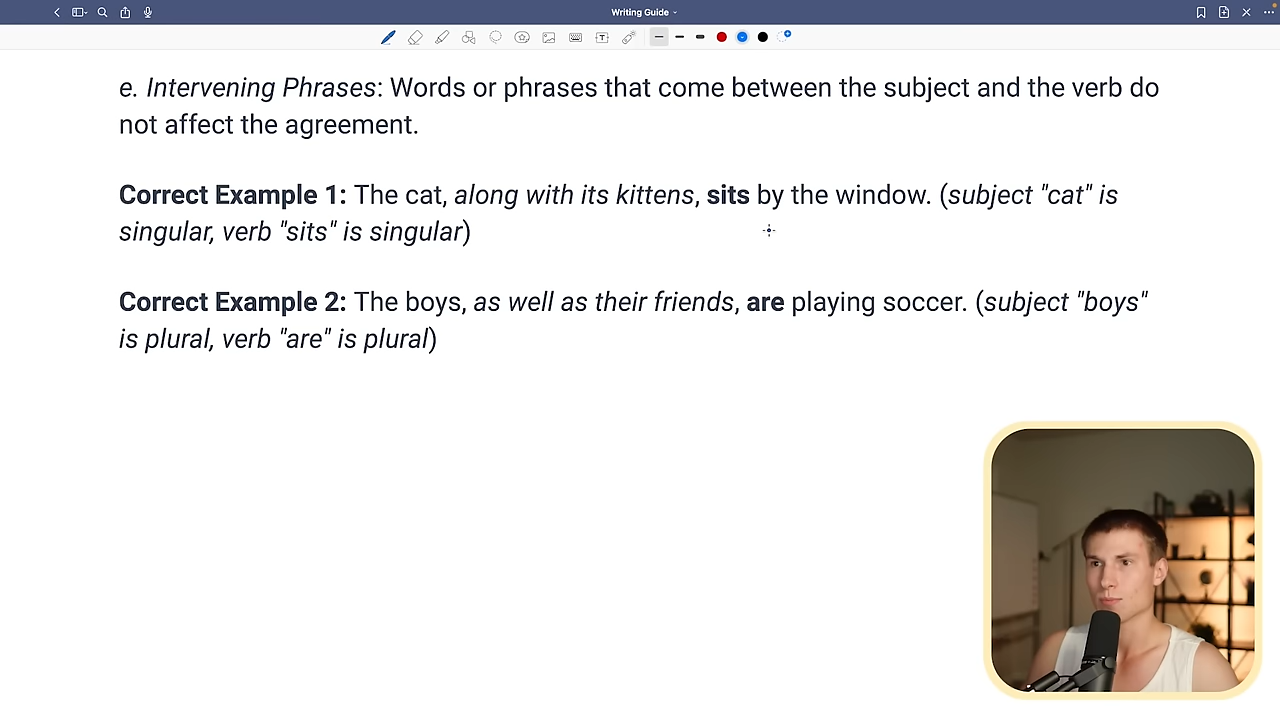 Writing Guide
e. Intervening Phrases: Words or phrases that come between the subject and the verb do
not affect the agreement.
Correct Example 1: The cat, along with its kittens, sits by the window. (subject "cat" is
singular, verb "sits" is singular)
Correct Example 2: The boys, as well as their friends, are playing soccer. (subject "boys"
is plural, verb "are" is plural)